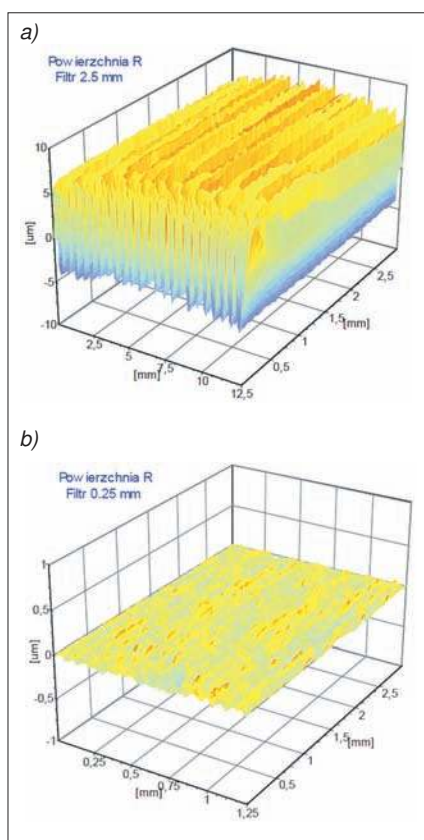 a)
Powierzchnia R
Filtr 2.5 mm
10
5
0
-5
-10
[um]
2,5
5
7,5
10
12,5
[mm]
0,5
1
1,5
2
2,5
[mm]
b)
Powierzchnia R
Filtr 0.25 mm
1
0,5
0
-0,5
-1
[um]
0,25
0,5
0,75
1
1,25
[mm]
0,5
1
1,5
2
2,5
[mm]